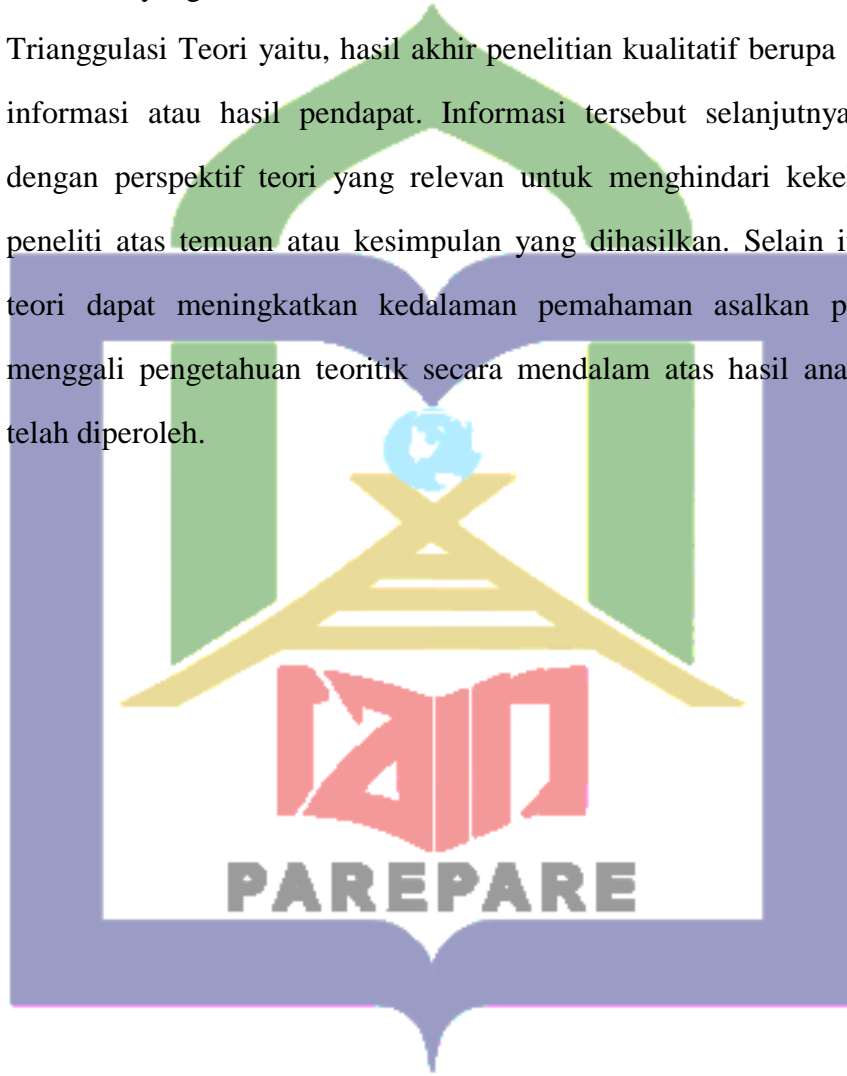 Trianggulasi Teori yaitu, hasil akhir penelitian kualitatif berupa
informasi atau hasil pendapat. Informasi tersebut selanjutnya
dengan perspektif teori yang relevan untuk menghindari
peneliti atas temuan atau kesimpulan yang dihasilkan. Selain
teori dapat meningkatkan kedalaman pemahaman asalkan
menggali pengetahuan teoritik secara mendalam atas hasil
telah diperoleh.
iain
PAREPARE